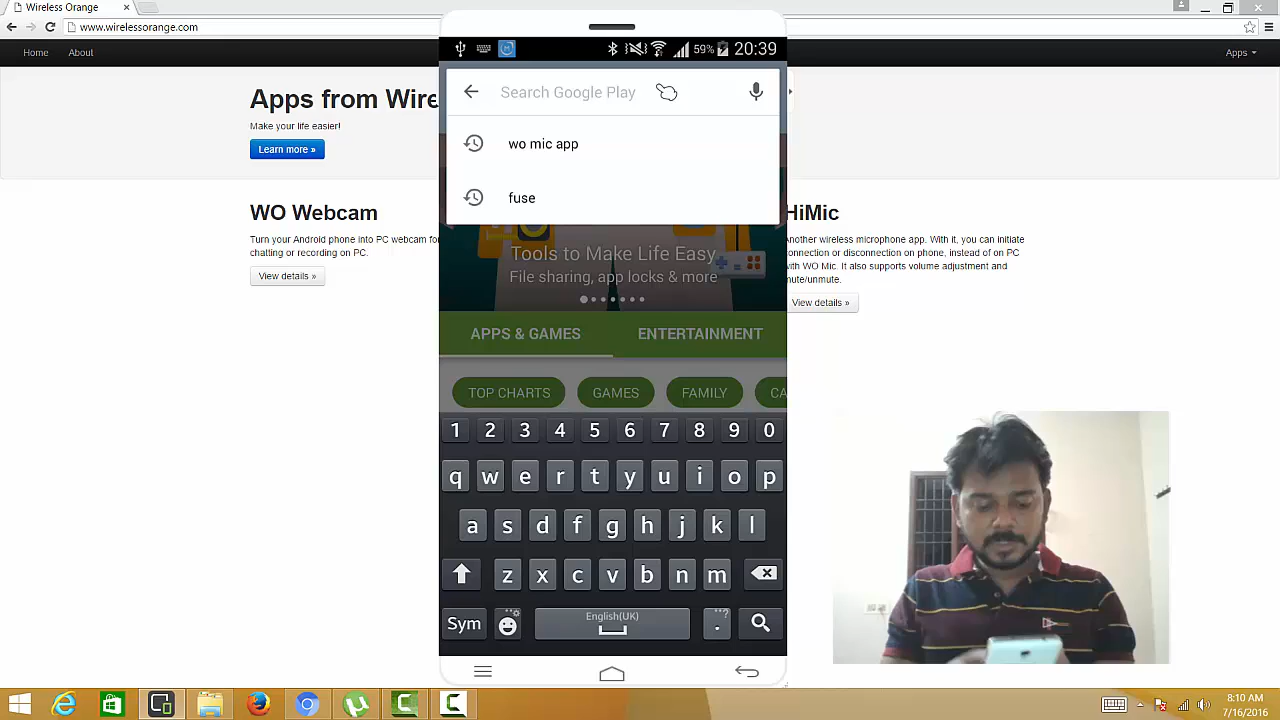 Wireless Orange
www.wirelessorange.com
Home About
Apps
Apps from Wire
Make your life easier!
Learn more »
WO Webcam
Turn your Android phone into PC webcam for
chatting or recording on PC.
View details »
59% 20:39
Search Google Play
wo mic app
fuse
Tools to Make Life Easy
File sharing, app locks & more
APPS & GAMES ENTERTAINMENT
TOP CHARTS GAMES FAMILY CA
1 2 3 4 5 6 7 8 9 0
q w e r t y u i o p
a s d f g h j k l
z x c v b n m
Sym English(UK) . ,,?
HiMic
Another wireless microphone app. With it, you can initiate
connection or disconnection on phone, instead of on PC
with WO Mic. It also supports volume adjustment and
mute/unmute.
View details »
8:10 AM
7/16/2016